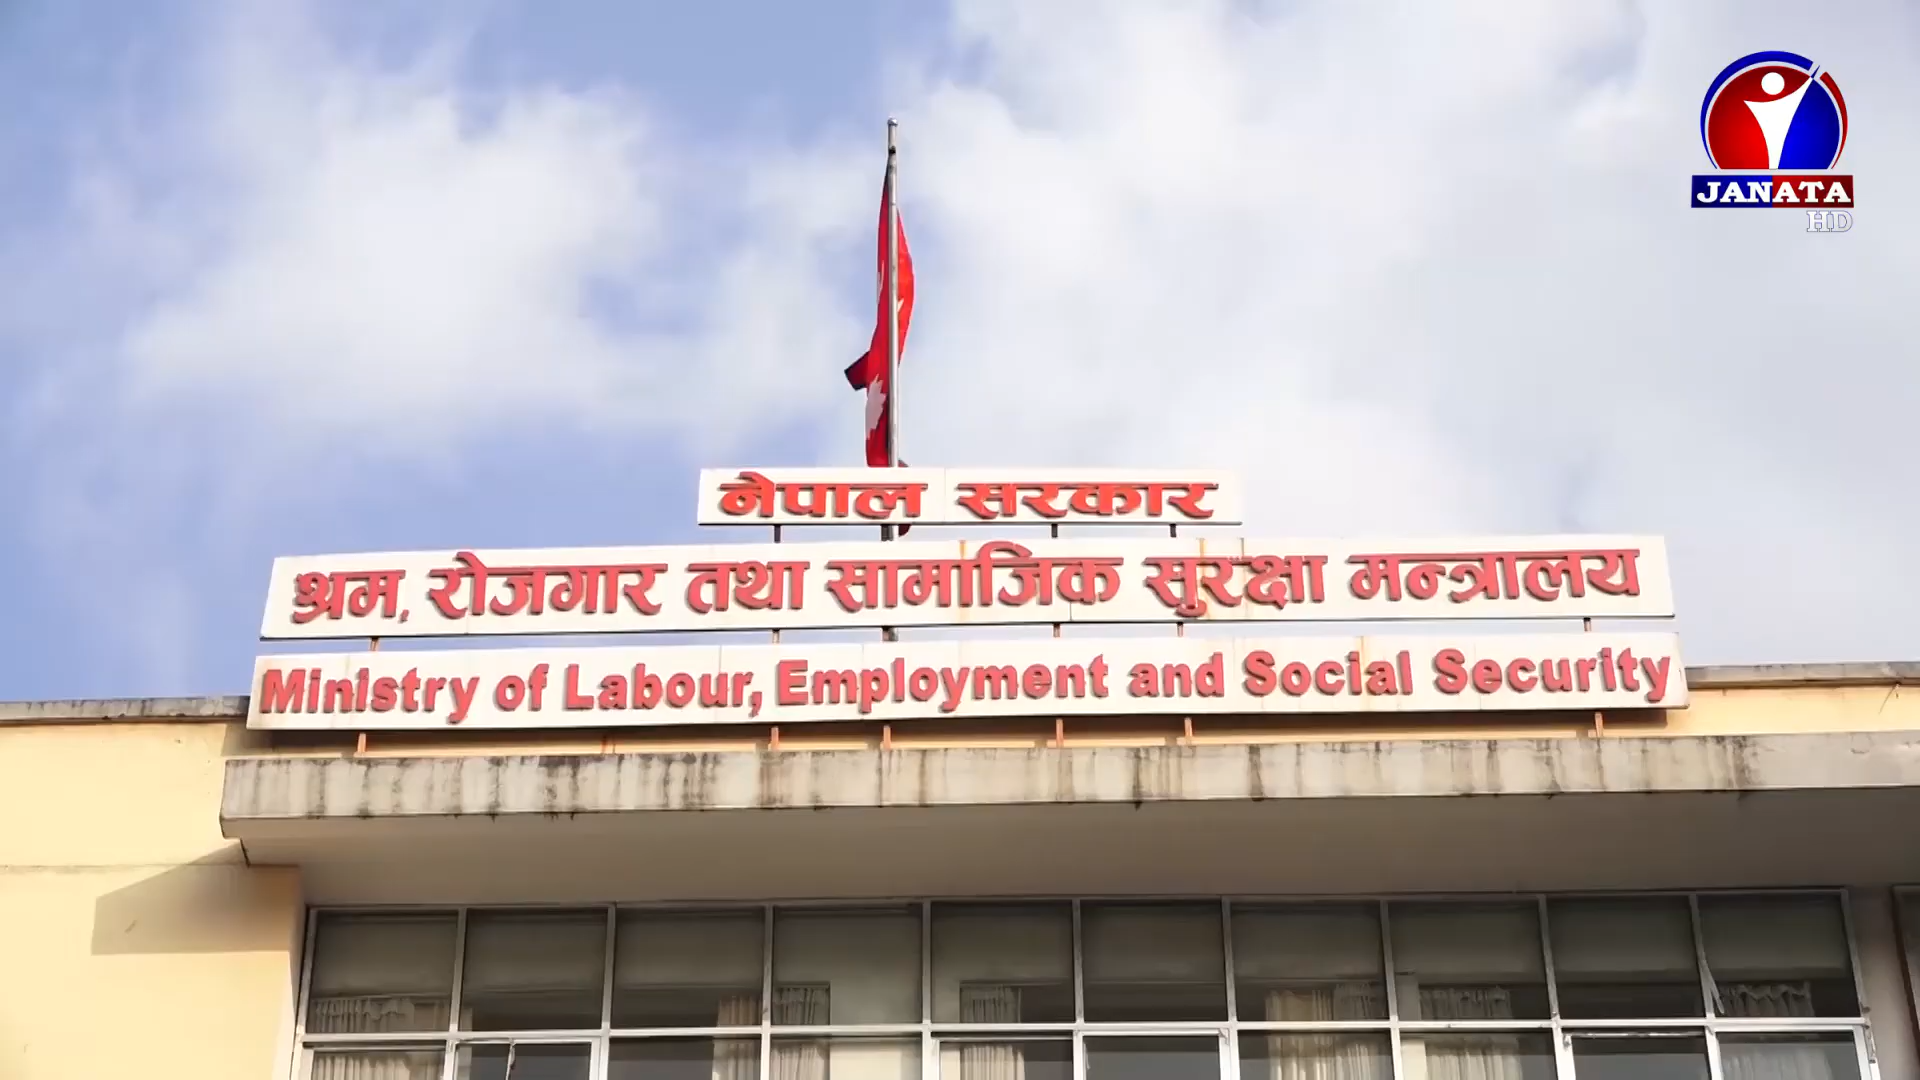 JANATA
HD
नेपाल सरकार
श्रम, रोजगार तथा सामाजिक सुरक्षा मन्त्रालय
Ministry of Labour, Employment and Social Security